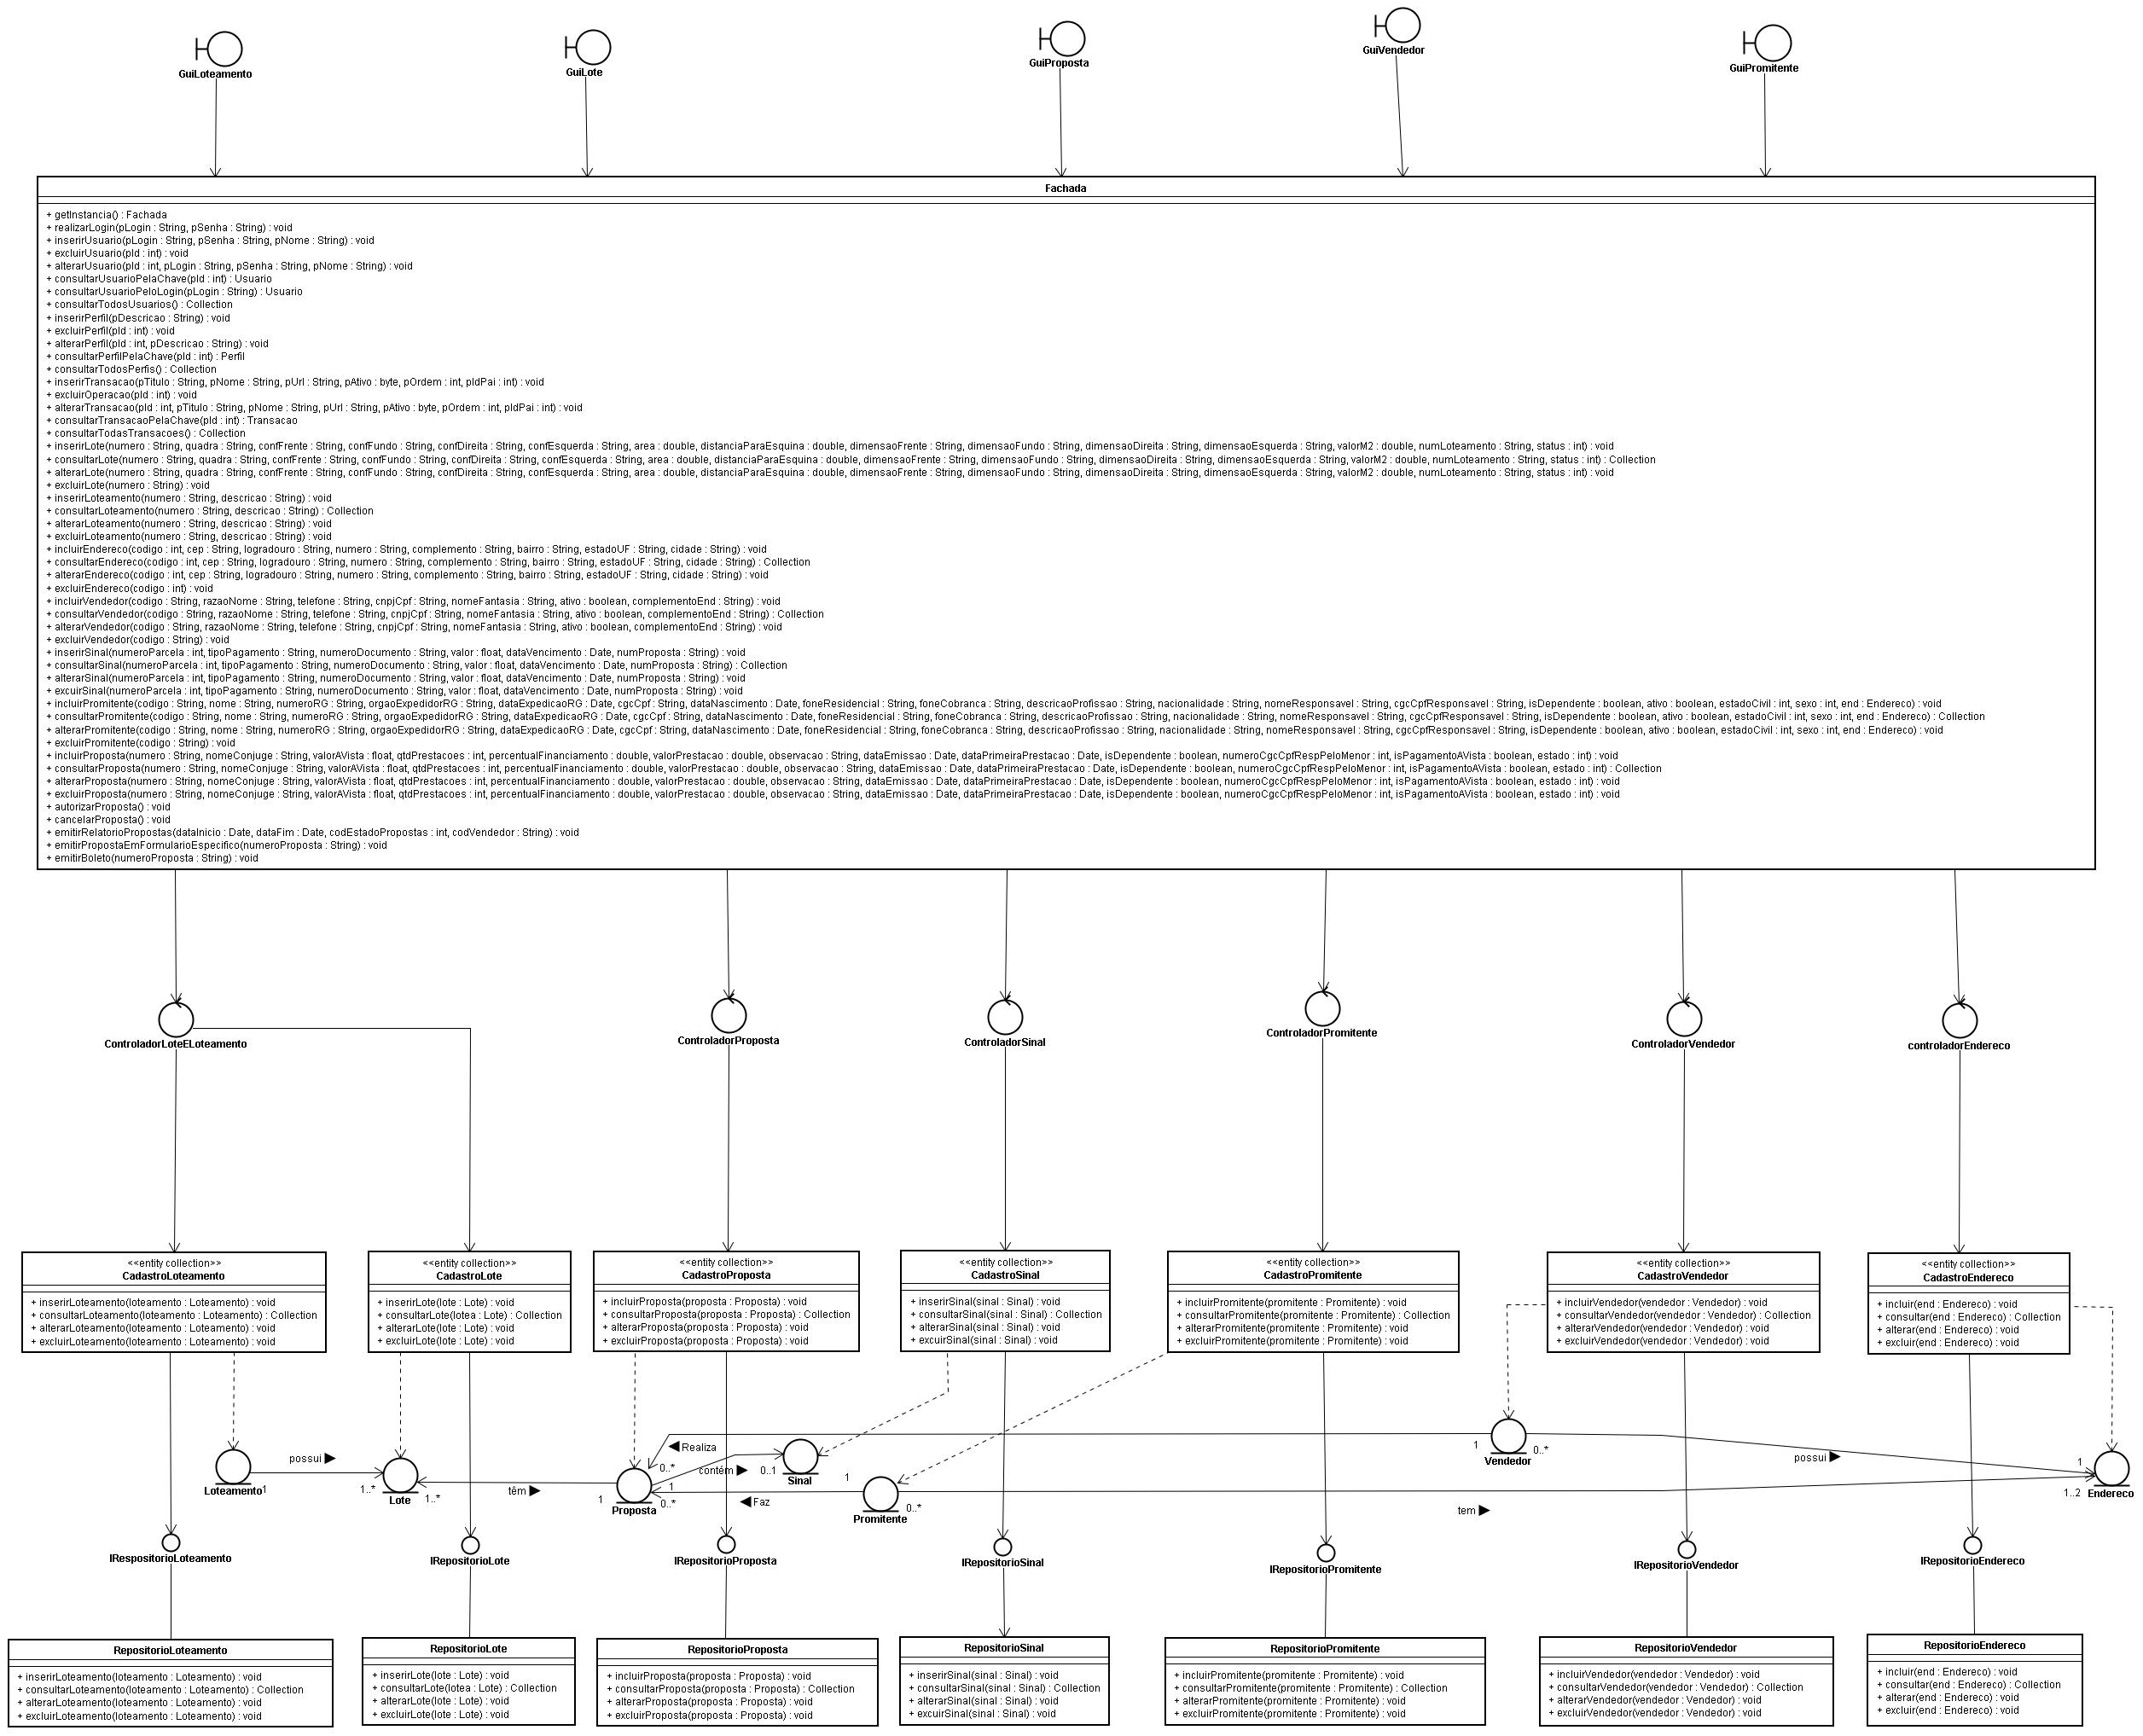 GuiLoteamento
GuiLote
GuiProposta
GuiVendedor
GuiPromitente
Fachada
+ getInstancia() : Fachada
+ realizarLogin(pLogin : String, pSenha : String) : void
+ inserirUsuario(pLogin : String, pSenha : String, pNome : String) : void
+ excluirUsuario(pId : int) : void
+ alterarUsuario(pId : int, pLogin : String, pSenha : String, pNome : String) : void
+ consultarUsuarioPelaChave(pId : int) : Usuario
+ consultarUsuarioPeloLogin(pLogin : String) : Usuario
+ consultarTodosUsuarios() : Collection
+ inserirPerfil(pDescricao : String) : void
+ excluirPerfil(pId : int) : void
+ alterarPerfil(pId : int, pDescricao : String) : void
+ consultarPerfilPelaChave(pId : int) : Perfil
+ consultarTodosPerfis() : Collection
+ inserirTransacao(pTitulo : String, pNome : String, pUrl : String, pAtivo : byte, pOrdem : int, pIdPai : int) : void
+ excluirOperacao(pId : int) : void
+ alterarTransacao(pId : int, pTitulo : String, pNome : String, pUrl : String, pAtivo : byte, pOrdem : int, pIdPai : int) : void
+ consultarTransacaoPelaChave(pId : int) : Transacao
+ consultarTodasTransacoes() : Collection
+ inserirLote(numero : String, quadra : String, confFrente : String, confFundo : String, confDireita : String, confEsquerda : String, area : double, distanciaParaEsquina : double, dimensaoFrente : String, dimensaoFundo : String, dimensaoDireita : String, dimensaoEsquerda : String, valorM2 : double, numLoteamento : String, status : int) : void
+ consultarLote(numero : String, quadra : String, confFrente : String, confFundo : String, confDireita : String, confEsquerda : String, area : double, distanciaParaEsquina : double, dimensaoFrente : String, dimensaoFundo : String, dimensaoDireita : String, dimensaoEsquerda : String, valorM2 : double, numLoteamento : String, status : int) : Collection
+ alterarLote(numero : String, quadra : String, confFrente : String, confFundo : String, confDireita : String, confEsquerda : String, area : double, distanciaParaEsquina : double, dimensaoFrente : String, dimensaoFundo : String, dimensaoDireita : String, dimensaoEsquerda : String, valorM2 : double, numLoteamento : String, status : int) : void
+ excluirLote(numero : String) : void
+ inserirLoteamento(numero : String, descricao : String) : void
+ consultarLoteamento(numero : String, descricao : String) : Collection
+ alterarLoteamento(numero : String, descricao : String) : void
+ excluirLoteamento(numero : String, descricao : String) : void
+ incluirEndereco(codigo : int, cep : String, logradouro : String, numero : String, complemento : String, bairro : String, estadoUF : String, cidade : String) : void
+ consultarEndereco(codigo : int, cep : String, logradouro : String, numero : String, complemento : String, bairro : String, estadoUF : String, cidade : String) : Collection
+ alterarEndereco(codigo : int, cep : String, logradouro : String, numero : String, complemento : String, bairro : String, estadoUF : String, cidade : String) : void
+ excluirEndereco(codigo : int) : void
+ incluirVendedor(codigo : String, razaoNome : String, telefone : String, cnpjCpf : String, nomeFantasia : String, ativo : boolean, complementoEnd : String) : void
+ consultarVendedor(codigo : String, razaoNome : String, telefone : String, cnpjCpf : String, nomeFantasia : String, ativo : boolean, complementoEnd : String) : Collection
+ alterarVendedor(codigo : String, razaoNome : String, telefone : String, cnpjCpf : String, nomeFantasia : String, ativo : boolean, complementoEnd : String) : void
+ excluirVendedor(codigo : String) : void
+ inserirSinal(numeroParcela : int, tipoPagamento : String, numeroDocumento : String, valor : float, dataVencimento : Date, numProposta : String) : void
+ consultarSinal(numeroParcela : int, tipoPagamento : String, numeroDocumento : String, valor : float, dataVencimento : Date, numProposta : String) : Collection
+ alterarSinal(numeroParcela : int, tipoPagamento : String, numeroDocumento : String, valor : float, dataVencimento : Date, numProposta : String) : void
+ excuirSinal(numeroParcela : int, tipoPagamento : String, numeroDocumento : String, valor : float, dataVencimento : Date, numProposta : String) : void
+ incluirPromitente(codigo : String, nome : String, numeroRG : String, orgaoExpedidorRG : String, dataExpedicaoRG : Date, cgcCpf : String, dataNascimento : Date, foneResidencial : String, foneCobranca : String, descricaoProfissao : String, nacionalidade : String, nomeResponsavel : String, cgcCpfResponsavel : String, isDependente : boolean, ativo : boolean, estadoCivil : int, sexo : int, end : Endereco) : void
+ consultarPromitente(codigo : String, nome : String, numeroRG : String, orgaoExpedidorRG : String, dataExpedicaoRG : Date, cgcCpf : String, dataNascimento : Date, foneResidencial : String, foneCobranca : String, descricaoProfissao : String, nacionalidade : String, nomeResponsavel : String, cgcCpfResponsavel : String, isDependente : boolean, ativo : boolean, estadoCivil : int, sexo : int, end : Endereco) : Collection
+ alterarPromitente(codigo : String, nome : String, numeroRG : String, orgaoExpedidorRG : String, dataExpedicaoRG : Date, cgcCpf : String, dataNascimento : Date, foneResidencial : String, foneCobranca : String, descricaoProfissao : String, nacionalidade : String, nomeResponsavel : String, cgcCpfResponsavel : String, isDependente : boolean, ativo : boolean, estadoCivil : int, sexo : int, end : Endereco) : void
+ excluirPromitente(codigo : String) : void
+ incluirProposta(numero : String, nomeConjuge : String, valorAVista : float, qtdPrestacoes : int, percentualFinanciamento : double, valorPrestacao : double, observacao : String, dataEmissao : Date, dataPrimeiraPrestacao : Date, isDependente : boolean, numeroCgcCpfRespPeloMenor : int, isPagamentoAVista : boolean, estado : int) : void
+ consultarProposta(numero : String, nomeConjuge : String, valorAVista : float, qtdPrestacoes : int, percentualFinanciamento : double, valorPrestacao : double, observacao : String, dataEmissao : Date, dataPrimeiraPrestacao : Date, isDependente : boolean, numeroCgcCpfRespPeloMenor : int, isPagamentoAVista : boolean, estado : int) : Collection
+ alterarProposta(numero : String, nomeConjuge : String, valorAVista : float, qtdPrestacoes : int, percentualFinanciamento : double, valorPrestacao : double, observacao : String, dataEmissao : Date, dataPrimeiraPrestacao : Date, isDependente : boolean, numeroCgcCpfRespPeloMenor : int, isPagamentoAVista : boolean, estado : int) : void
+ excluirProposta(numero : String, nomeConjuge : String, valorAVista : float, qtdPrestacoes : int, percentualFinanciamento : double, valorPrestacao : double, observacao : String, dataEmissao : Date, dataPrimeiraPrestacao : Date, isDependente : boolean, numeroCgcCpfRespPeloMenor : int, isPagamentoAVista : boolean, estado : int) : void
+ autorizarProposta() : void
+ cancelarProposta() : void
+ emitirRelatorioPropostas(dataInicio : Date, dataFim : Date, codEstadoPropostas : int, codVendedor : String) : void
+ emitirPropostaEmFormularioEspecifico(numeroProposta : String) : void
+ emitirBoleto(numeroProposta : String) : void
ControladorLoteELoteamento
ControladorProposta
ControladorSinal
ControladorPromitente
ControladorVendedor
controladorEndereco
<<entity collection>>
CadastroLoteamento
+ inserirLoteamento(loteamento : Loteamento) : void
+ consultarLoteamento(loteamento : Loteamento) : Collection
+ alterarLoteamento(loteamento : Loteamento) : void
+ excluirLoteamento(loteamento : Loteamento) : void
<<entity collection>>
CadastroLote
+ inserirLote(lote : Lote) : void
+ consultarLote(lotea : Lote) : Collection
+ alterarLote(lote : Lote) : void
+ excluirLote(lote : Lote) : void
<<entity collection>>
CadastroProposta
+ incluirProposta(proposta : Proposta) : void
+ consultarProposta(proposta : Proposta) : Collection
+ alterarProposta(proposta : Proposta) : void
+ excluirProposta(proposta : Proposta) : void
<<entity collection>>
CadastroSinal
+ inserirSinal(sinal : Sinal) : void
+ consultarSinal(sinal : Sinal) : Collection
+ alterarSinal(sinal : Sinal) : void
+ excuirSinal(sinal : Sinal) : void
<<entity collection>>
CadastroPromitente
+ incluirPromitente(promitente : Promitente) : void
+ consultarPromitente(promitente : Promitente) : Collection
+ alterarPromitente(promitente : Promitente) : void
+ excluirPromitente(promitente : Promitente) : void
<<entity collection>>
CadastroVendedor
+ incluirVendedor(vendedor : Vendedor) : void
+ consultarVendedor(vendedor : Vendedor) : Collection
+ alterarVendedor(vendedor : Vendedor) : void
+ excluirVendedor(vendedor : Vendedor) : void
<<entity collection>>
CadastroEndereco
+ incluir(end : Endereco) : void
+ consultar(end : Endereco) : Collection
+ alterar(end : Endereco) : void
+ excluir(end : Endereco) : void
Loteamento
1
possui
1..*
Lote
1..*
têm
1
Proposta
0..*
Realiza
1
contém
0..1
Sinal
0..*
Faz
1
Promitente
0..*
tem
1
Vendedor
0..*
possui
1
1..2
Endereco
IRespositorioLoteamento
IRepositorioLote
IRepositorioProposta
IRepositorioSinal
IRepositorioPromitente
IRepositorioVendedor
IRepositorioEndereco
RepositorioLoteamento
+ inserirLoteamento(loteamento : Loteamento) : void
+ consultarLoteamento(loteamento : Loteamento) : Collection
+ alterarLoteamento(loteamento : Loteamento) : void
+ excluirLoteamento(loteamento : Loteamento) : void
RepositorioLote
+ inserirLote(lote : Lote) : void
+ consultarLote(lotea : Lote) : Collection
+ alterarLote(lote : Lote) : void
+ excluirLote(lote : Lote) : void
RepositorioProposta
+ incluirProposta(proposta : Proposta) : void
+ consultarProposta(proposta : Proposta) : Collection
+ alterarProposta(proposta : Proposta) : void
+ excluirProposta(proposta : Proposta) : void
RepositorioSinal
+ inserirSinal(sinal : Sinal) : void
+ consultarSinal(sinal : Sinal) : Collection
+ alterarSinal(sinal : Sinal) : void
+ excuirSinal(sinal : Sinal) : void
RepositorioPromitente
+ incluirPromitente(promitente : Promitente) : void
+ consultarPromitente(promitente : Promitente) : Collection
+ alterarPromitente(promitente : Promitente) : void
+ excluirPromitente(promitente : Promitente) : void
RepositorioVendedor
+ incluirVendedor(vendedor : Vendedor) : void
+ consultarVendedor(vendedor : Vendedor) : Collection
+ alterarVendedor(vendedor : Vendedor) : void
+ excluirVendedor(vendedor : Vendedor) : void
RepositorioEndereco
+ incluir(end : Endereco) : void
+ consultar(end : Endereco) : Collection
+ alterar(end : Endereco) : void
+ excluir(end : Endereco) : void